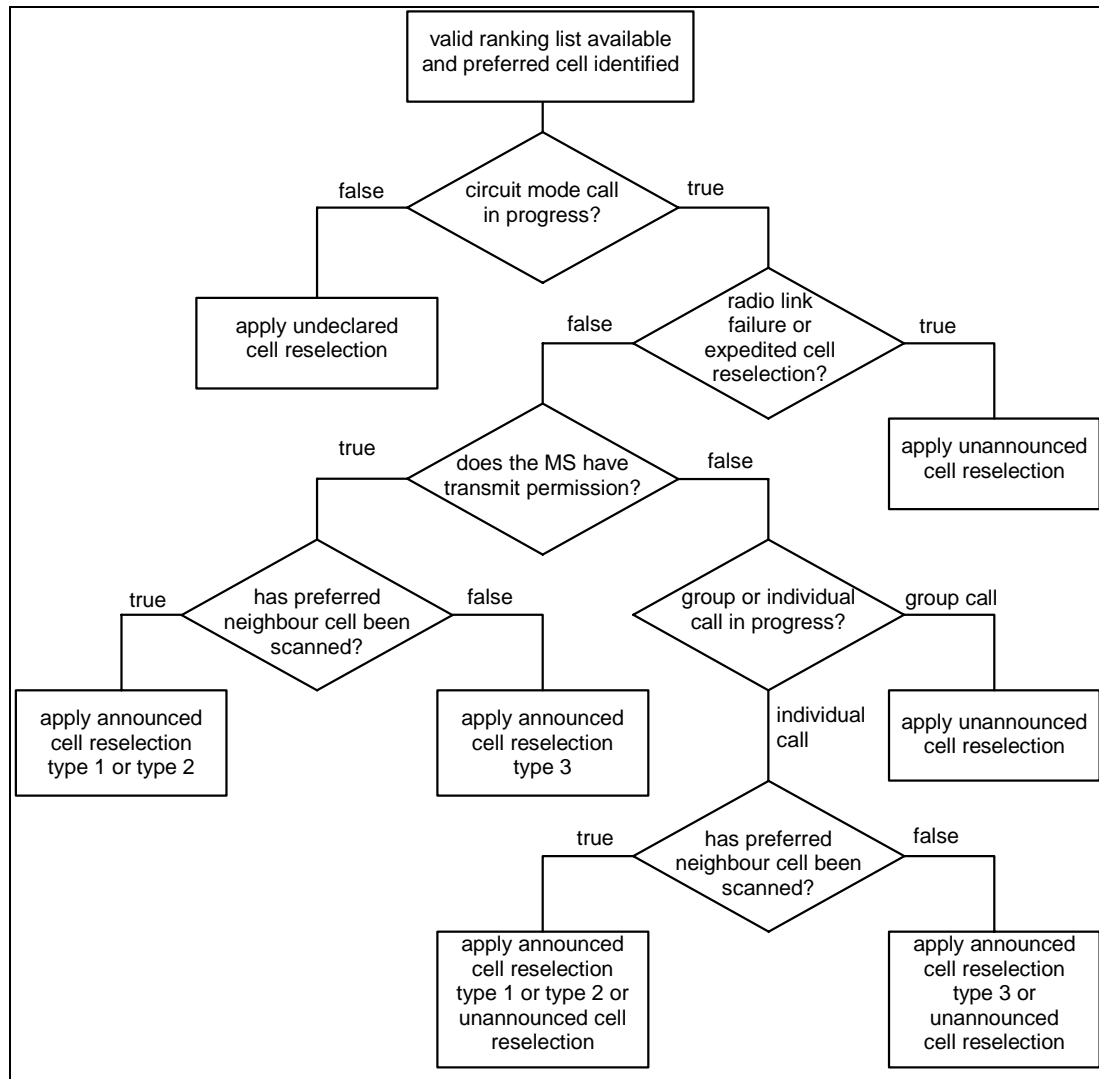 valid ranking list available
and preferred cell identified
false
circuit mode call
in progress?
true
apply undeclared
cell reselection
false
radio link
failure or
expedited cell
reselection?
true
apply unannounced
cell reselection
true
does the MS have
transmit permission?
false
true
has preferred
neighbour cell been
scanned?
false
group or individual
call in progress?
group call
apply announced
cell reselection
type 1 or type 2
apply announced
cell reselection
type 3
individual
call
apply unannounced
cell reselection
true
has preferred
neighbour cell been
scanned?
false
apply announced
cell reselection
type 1 or type 2 or
unannounced cell
reselection
apply announced
cell reselection
type 3 or
unannounced
cell reselection